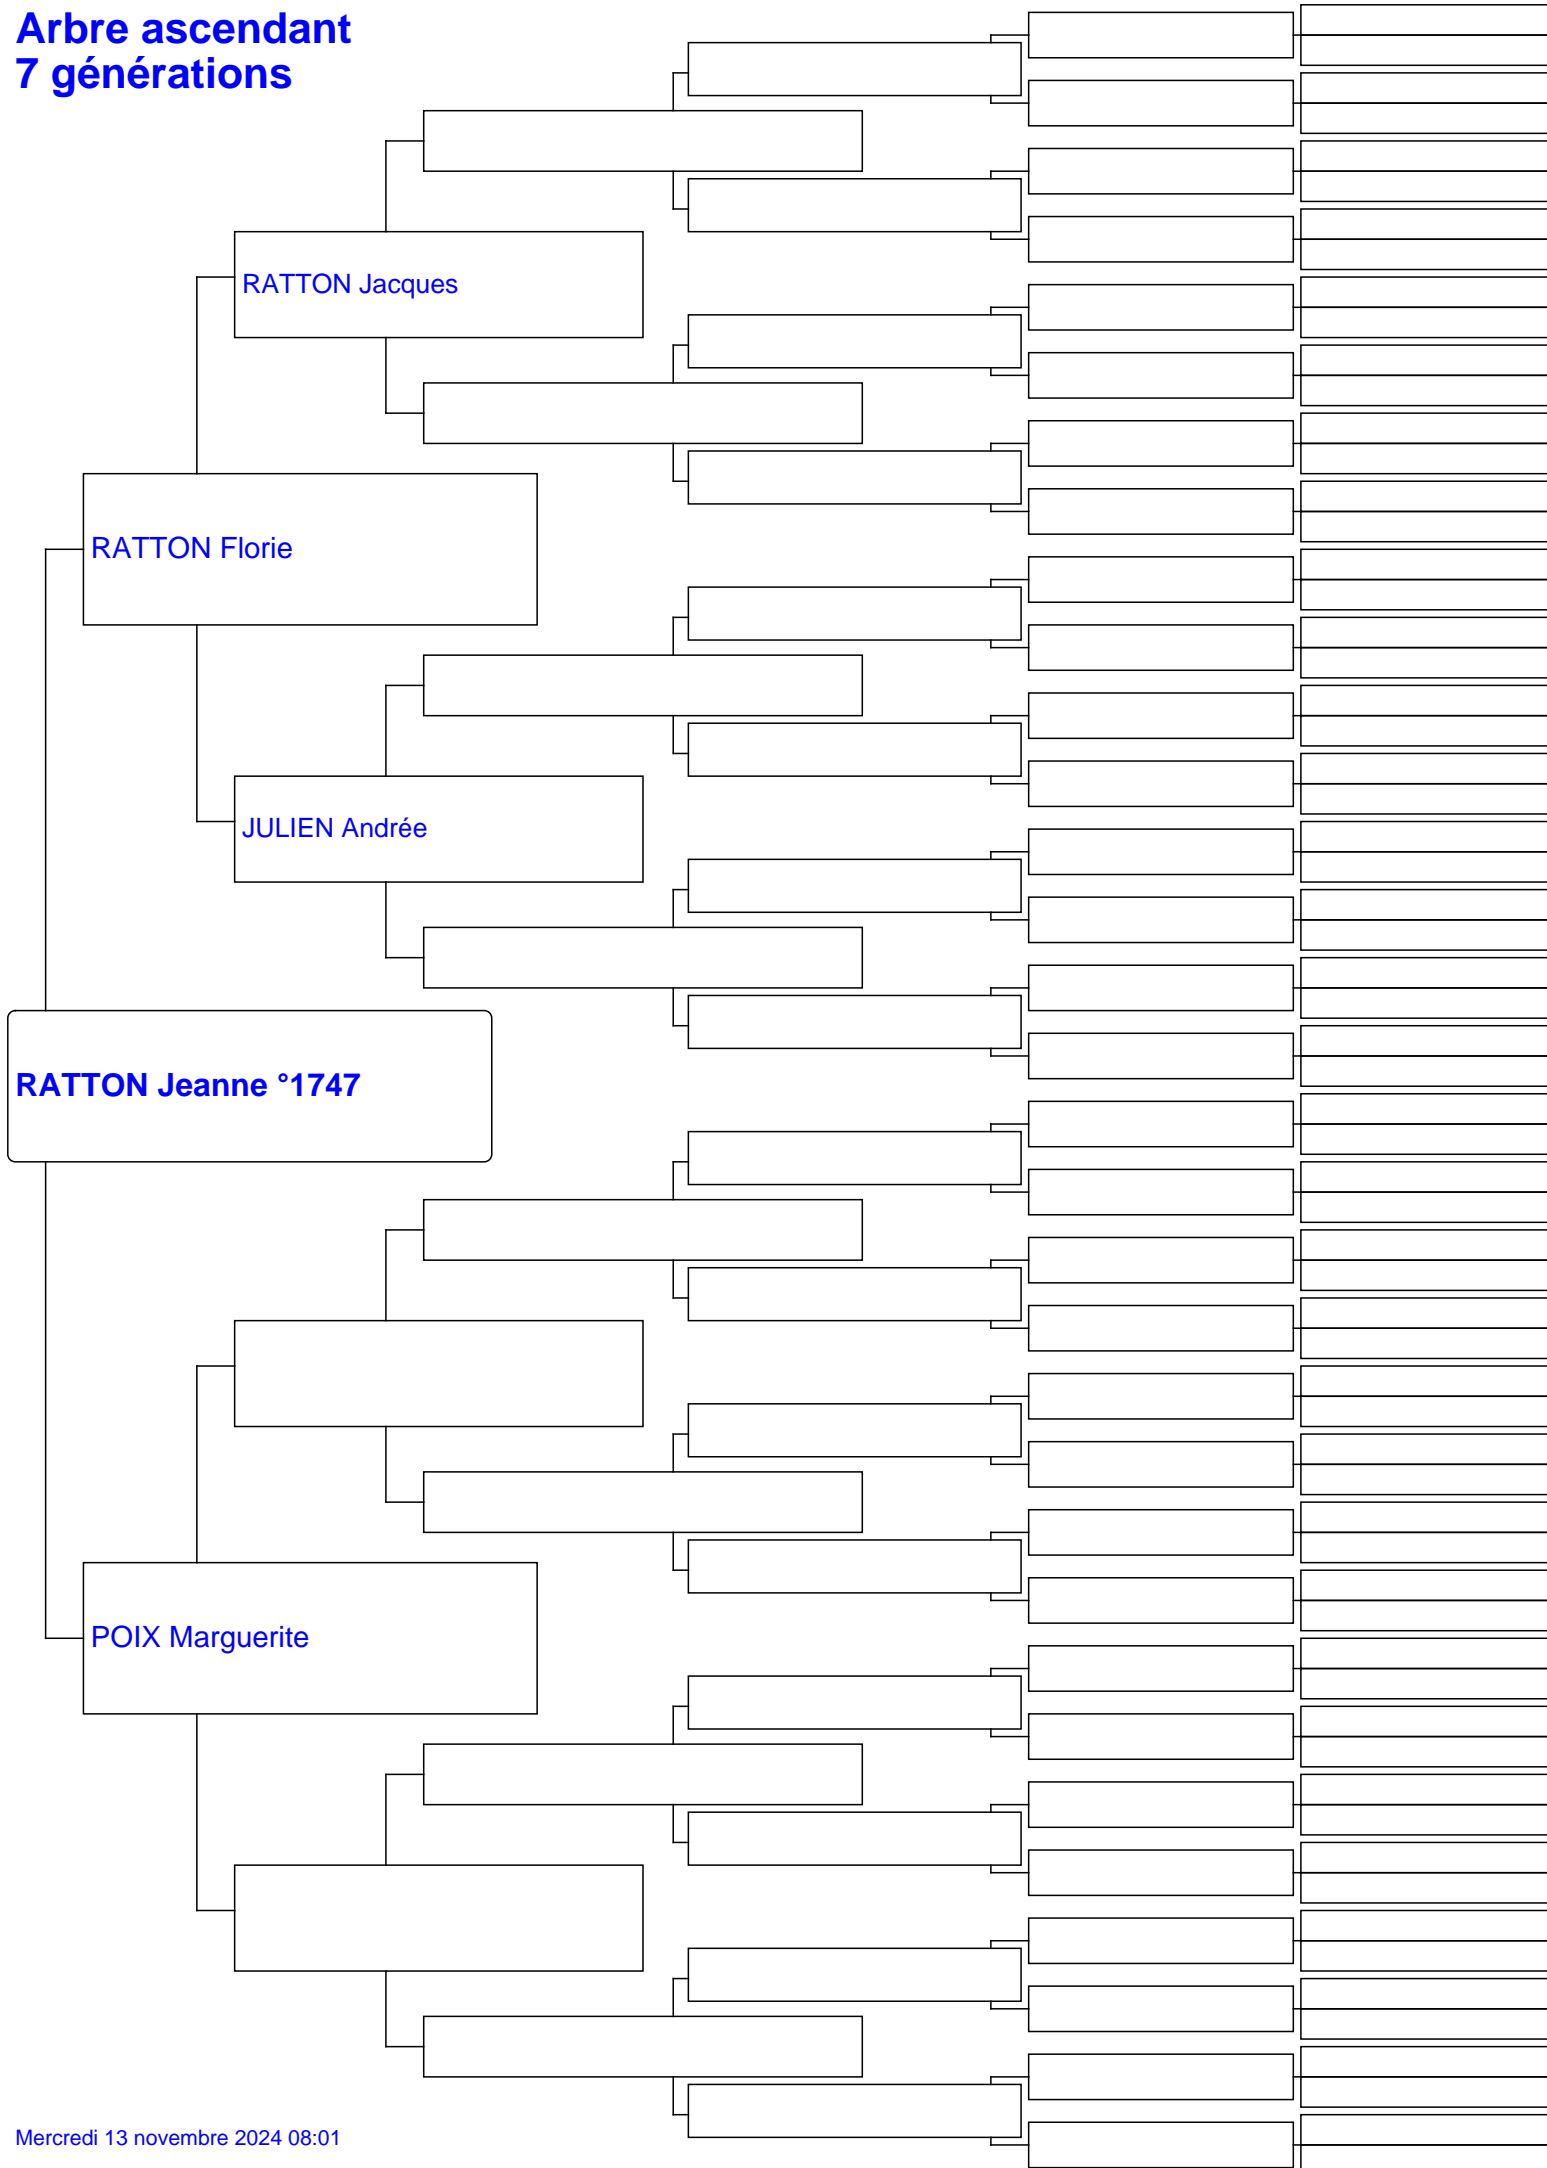 Arbre ascendant
7 générations
RATTON Jacques
RATTON Florie
JULIEN Andrée
RATTON Jeanne °1747
POIX Marguerite
Mercredi 13 novembre 2024 08:01